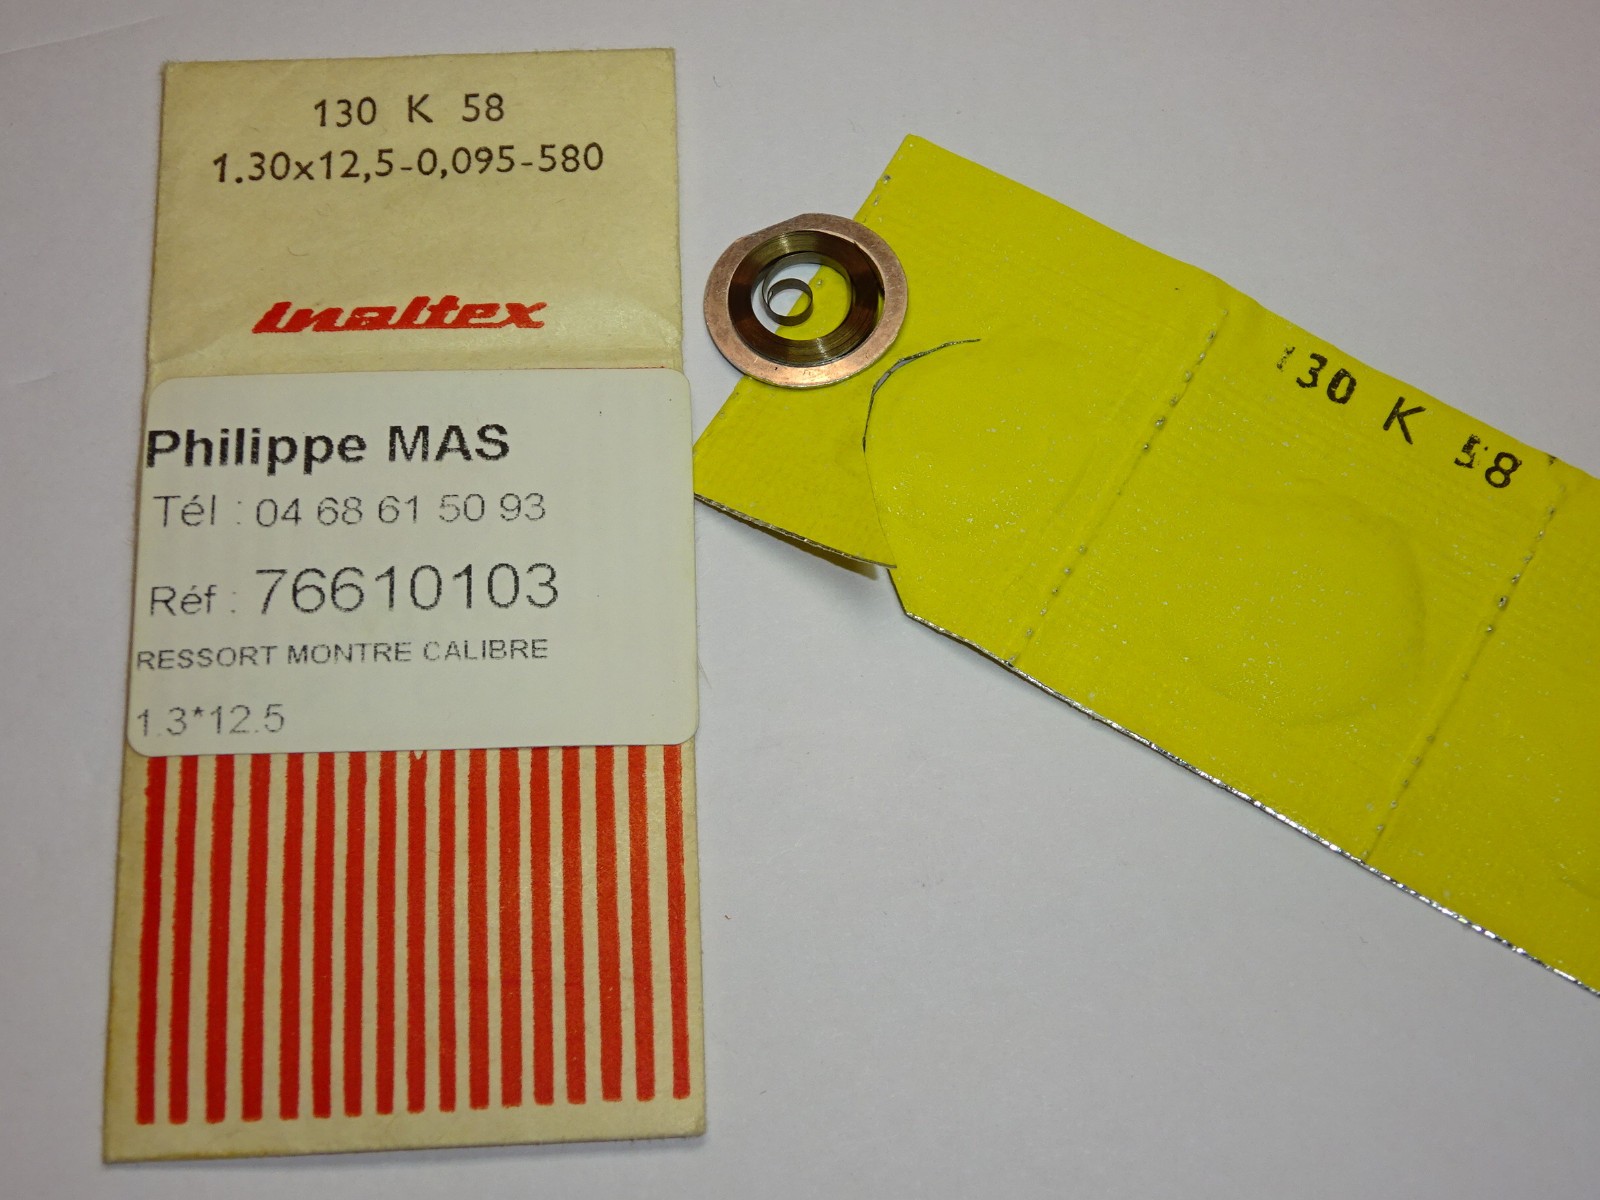 130 K 58
1.30x12,5-0,095-580
Inaltex
Philippe MAS
Tél : 04 68 61 50 93
Réf : 76610103
RESSORT MONTRE CALIBRE
1.3*12.5
130 K 58